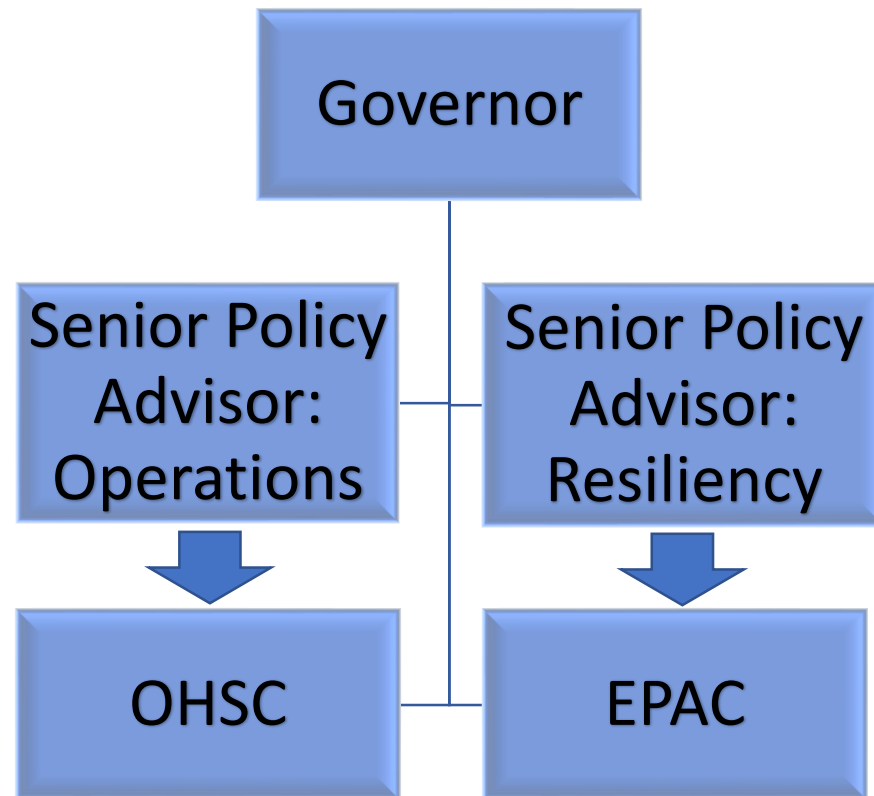 Governor
Senior Policy
Advisor:
Operations
Senior Policy
Advisor:
Resiliency
OHSC
EPAC